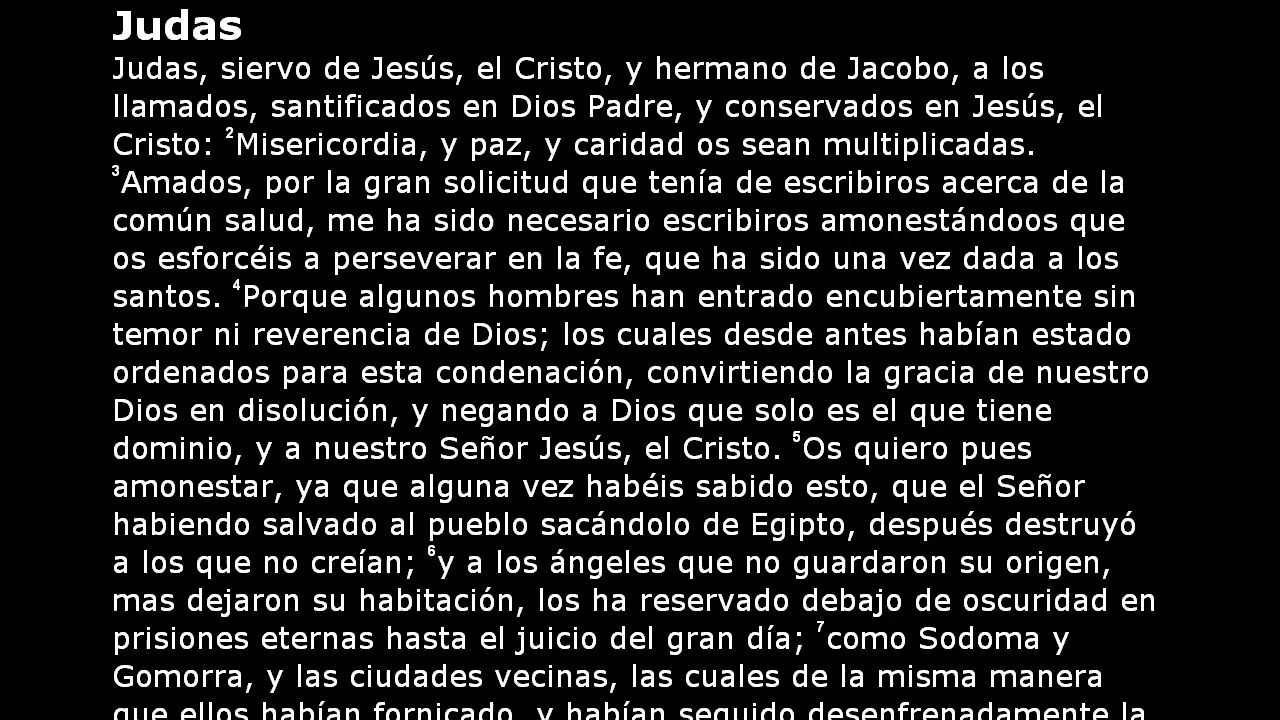 Judas
Judas, siervo de Jesús, el Cristo, y hermano de Jacobo, a los
llamados, santificados en Dios Padre, y conservados en Jesús, el
Cristo: ²Misericordia, y paz, y caridad os sean multiplicadas.
³Amados, por la gran solicitud que tenía de escribiros acerca de la
común salud, me ha sido necesario escribiros amonestándoos que
os esforcéis a perseverar en la fe, que ha sido una vez dada a los
santos. ⁴Porque algunos hombres han entrado encubiertamente sin
temor ni reverencia de Dios; los cuales desde antes habían estado
ordenados para esta condenación, convirtiendo la gracia de nuestro
Dios en disolución, y negando a Dios que solo es el que tiene
dominio, y a nuestro Señor Jesús, el Cristo. ⁵Os quiero pues
amonestar, ya que alguna vez habéis sabido esto, que el Señor
habiendo salvado al pueblo sacándolo de Egipto, después destruyó
a los que no creían; ⁶y a los ángeles que no guardaron su origen,
mas dejaron su habitación, los ha reservado debajo de oscuridad en
prisiones eternas hasta el juicio del gran día; ⁷como Sodoma y
Gomorra, y las ciudades vecinas, las cuales de la misma manera
que ellos habían fornicado, y habían seguido desenfrenadamente la